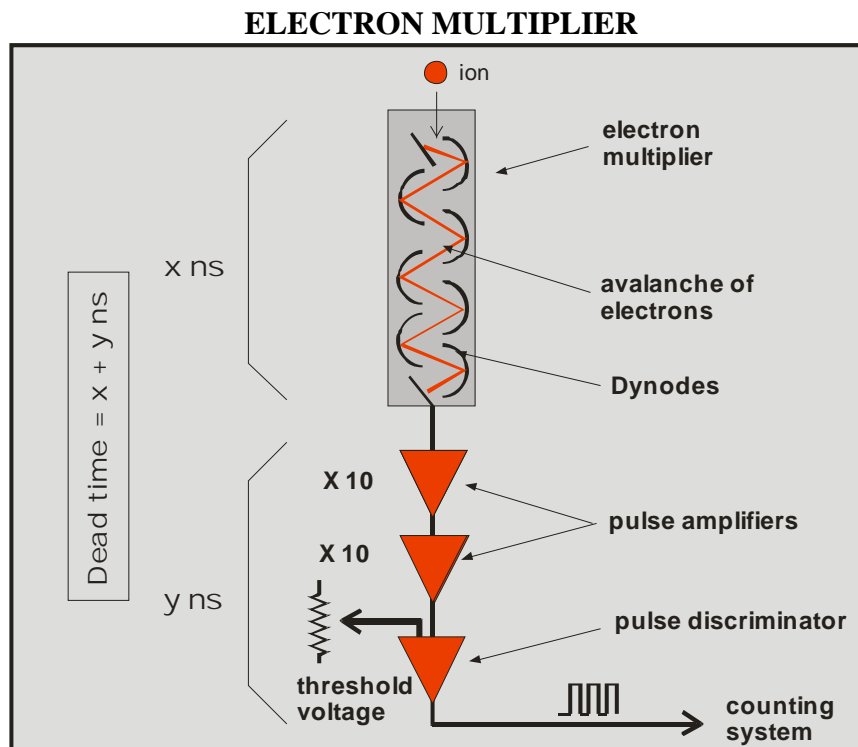 ELECTRON MULTIPLIER
ion
electron
multiplier
x ns
avalanche of
electrons
Dead time = x + y ns
Dynodes
X 10
pulse amplifiers
X 10
y ns
pulse discriminator
threshold
voltage
counting
system